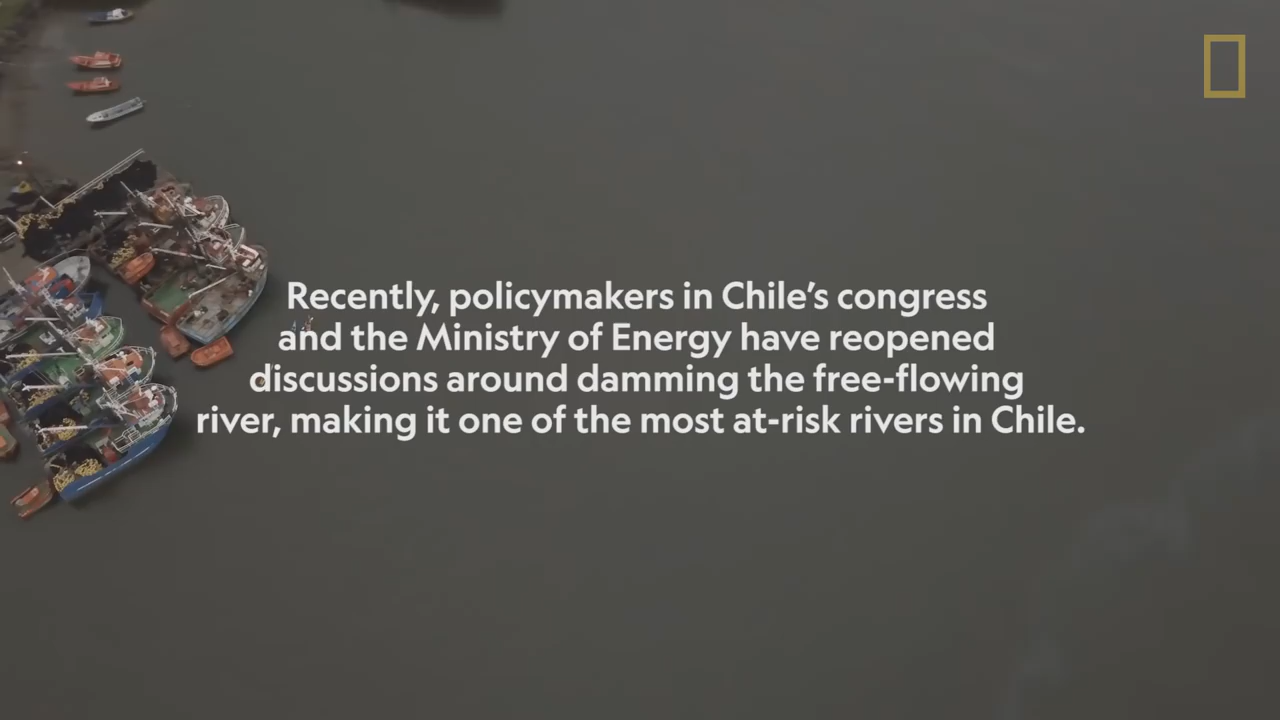 Recently, policymakers in Chile’s congress
and the Ministry of Energy have reopened
discussions around damming the free-flowing
river, making it one of the most at-risk rivers in Chile.